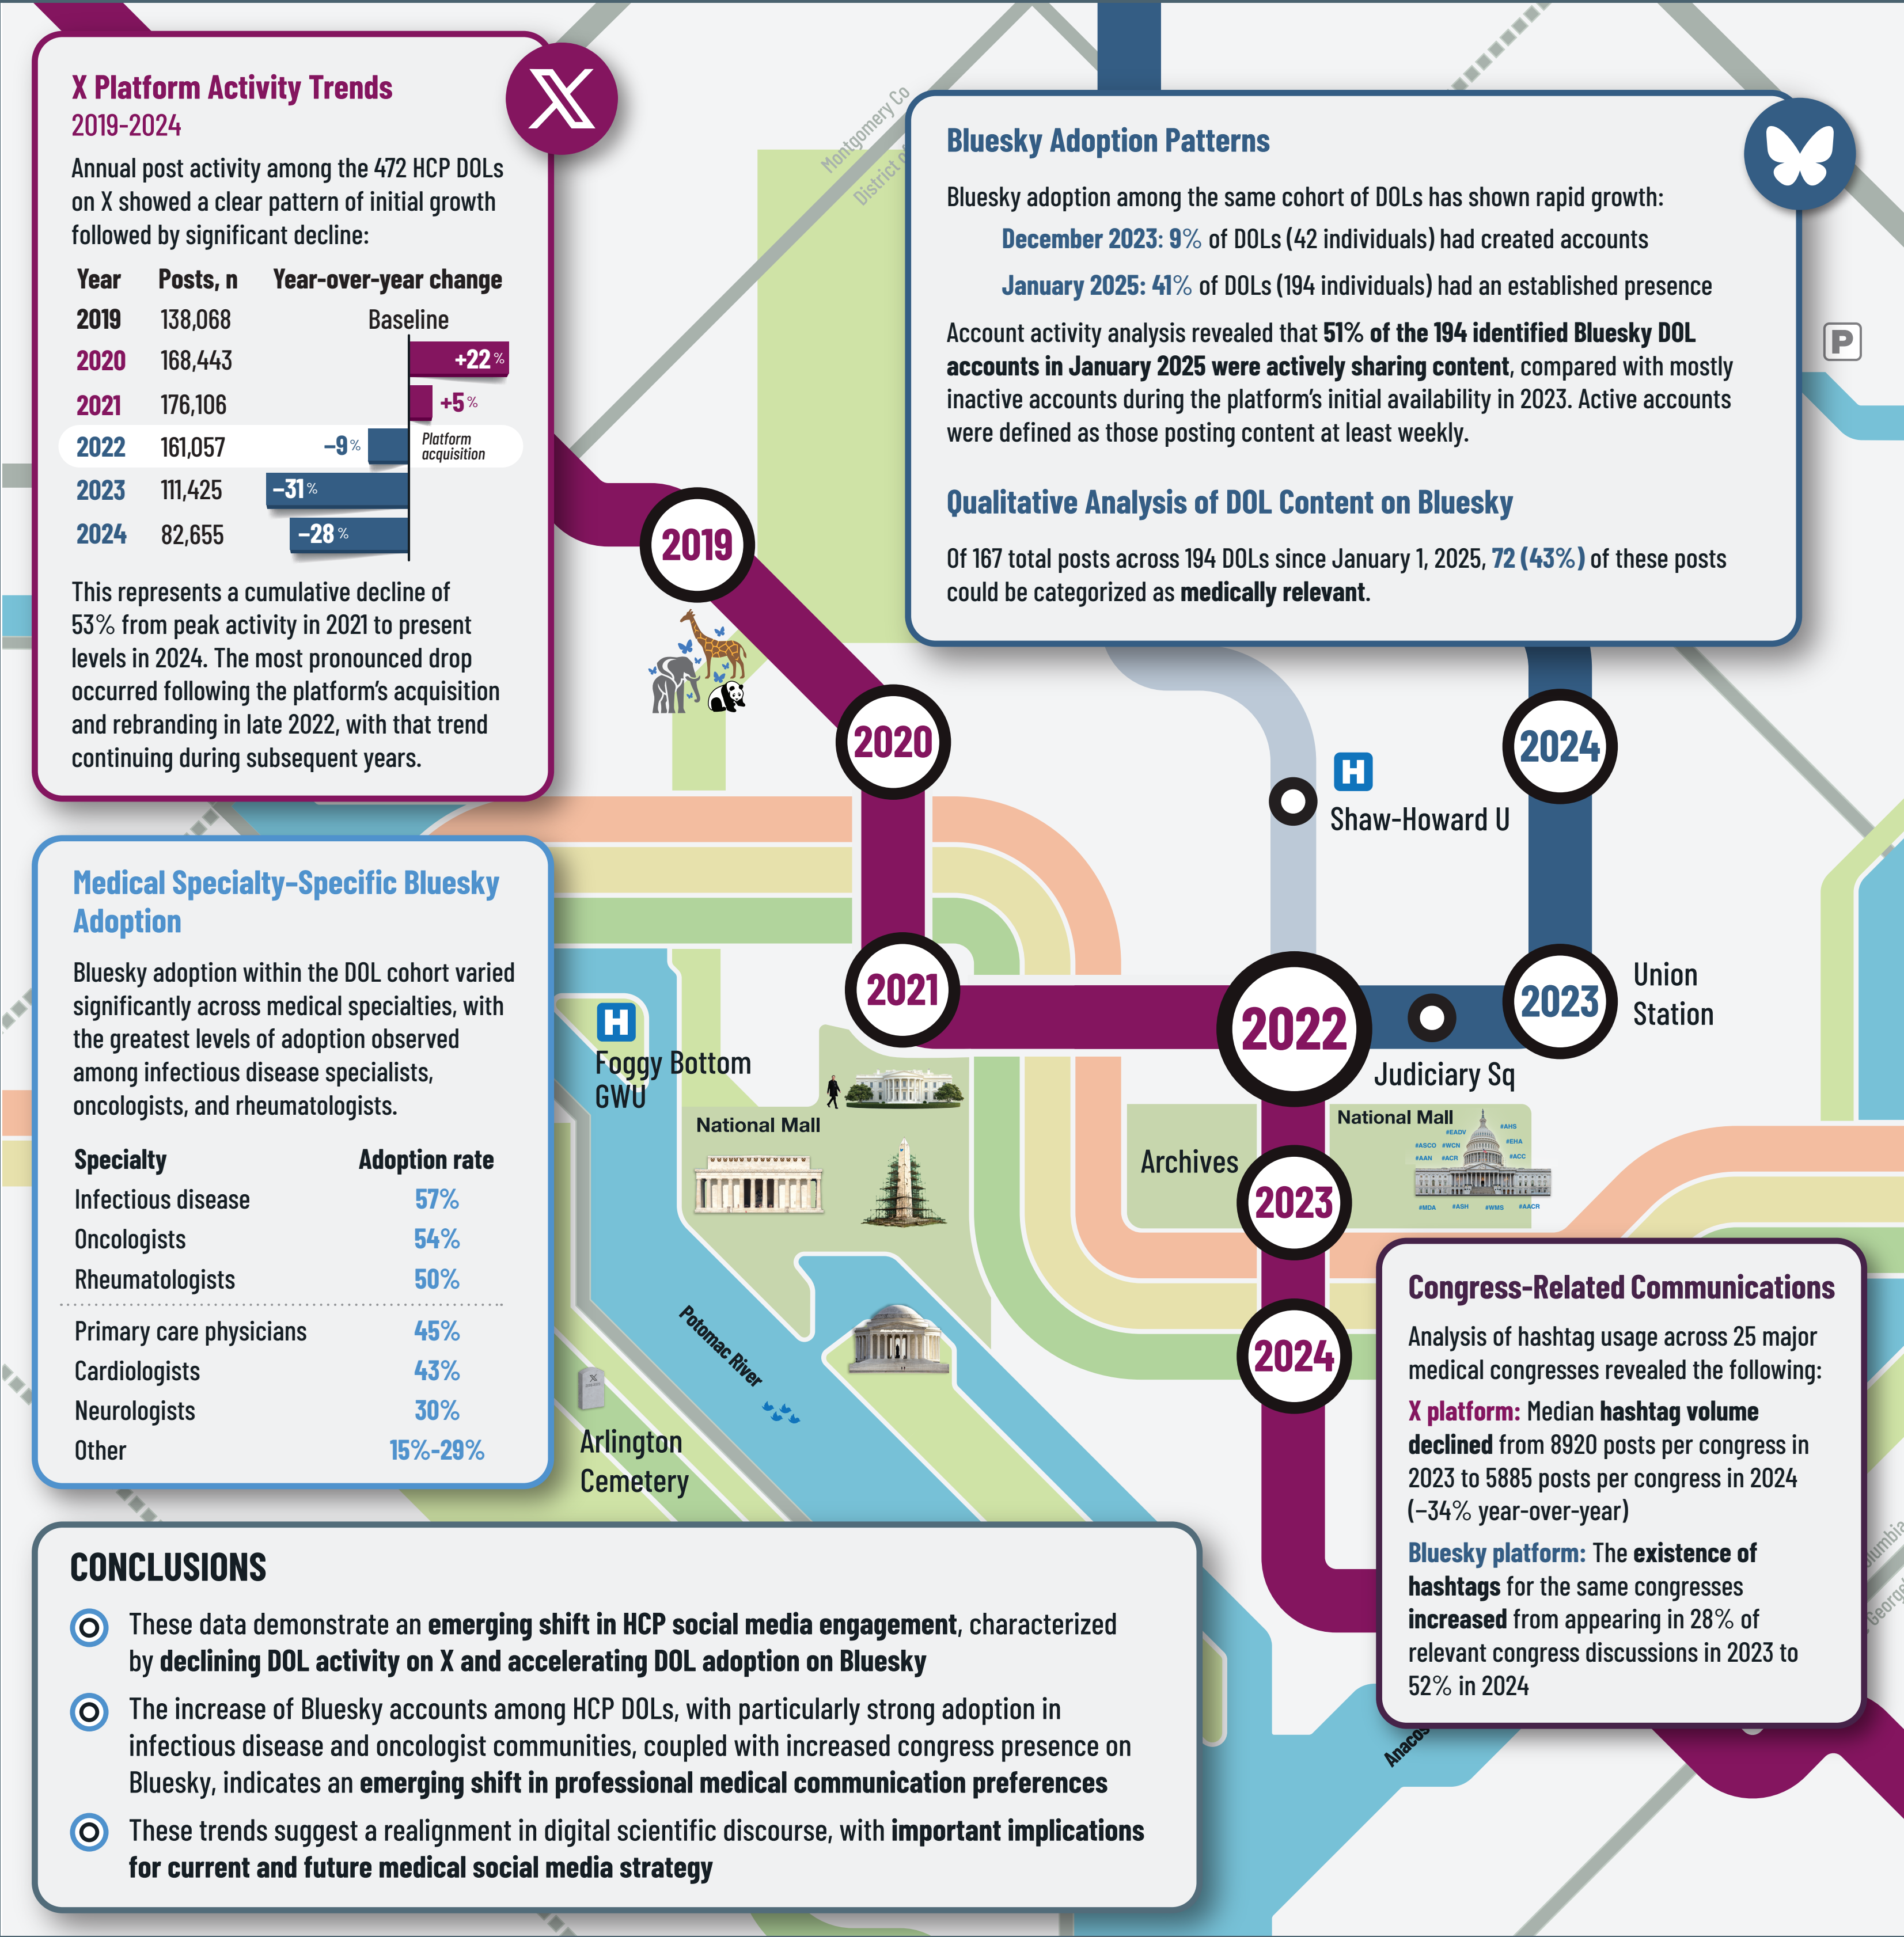 X Platform Activity Trends
2019-2024
Annual post activity among the 472 HCP DOLs
on X showed a clear pattern of initial growth
followed by significant decline:
Year Posts, n Year-over-year change
2019 138,068 Baseline
2020 168,443 +22%
2021 176,106 +5%
2022 161,057 –9% Platform
acquisition
2023 111,425 –31%
2024 82,655 –28%
This represents a cumulative decline of
53% from peak activity in 2021 to present
levels in 2024. The most pronounced drop
occurred following the platform's acquisition
and rebranding in late 2022, with that trend
continuing during subsequent years.
Montgomery Co
District of
Bluesky Adoption Patterns
Bluesky adoption among the same cohort of DOLs has shown rapid growth:
December 2023: 9% of DOLs (42 individuals) had created accounts
January 2025: 41% of DOLs (194 individuals) had an established presence
Account activity analysis revealed that 51% of the 194 identified Bluesky DOL
accounts in January 2025 were actively sharing content, compared with mostly
inactive accounts during the platform's initial availability in 2023. Active accounts
were defined as those posting content at least weekly.
Qualitative Analysis of DOL Content on Bluesky
Of 167 total posts across 194 DOLs since January 1, 2025, 72 (43%) of these posts
could be categorized as medically relevant.
P
2019
2020
2021
2022
2023
2024
2023
2024
H
Shaw-Howard U
Union
Station
Judiciary Sq
Archives
National Mall
#AHS
#EADV
#EHA
#ASCO #WCN
#ACC
#AAN #ACR
#MDA #ASH #WMS #AACR
H
Foggy Bottom
GWU
National Mall
Potomac River
X
Arlington
Cemetery
Medical Specialty–Specific Bluesky
Adoption
Bluesky adoption within the DOL cohort varied
significantly across medical specialties, with
the greatest levels of adoption observed
among infectious disease specialists,
oncologists, and rheumatologists.
Specialty Adoption rate
Infectious disease 57%
Oncologists 54%
Rheumatologists 50%
Primary care physicians 45%
Cardiologists 43%
Neurologists 30%
Other 15%-29%
Congress-Related Communications
Analysis of hashtag usage across 25 major
medical congresses revealed the following:
X platform: Median hashtag volume
declined from 8920 posts per congress in
2023 to 5885 posts per congress in 2024
(–34% year-over-year)
Bluesky platform: The existence of
hashtags for the same congresses
increased from appearing in 28% of
relevant congress discussions in 2023 to
52% in 2024
Anacos
lumbia
George
CONCLUSIONS
These data demonstrate an emerging shift in HCP social media engagement, characterized
by declining DOL activity on X and accelerating DOL adoption on Bluesky
The increase of Bluesky accounts among HCP DOLs, with particularly strong adoption in
infectious disease and oncologist communities, coupled with increased congress presence on
Bluesky, indicates an emerging shift in professional medical communication preferences
These trends suggest a realignment in digital scientific discourse, with important implications
for current and future medical social media strategy